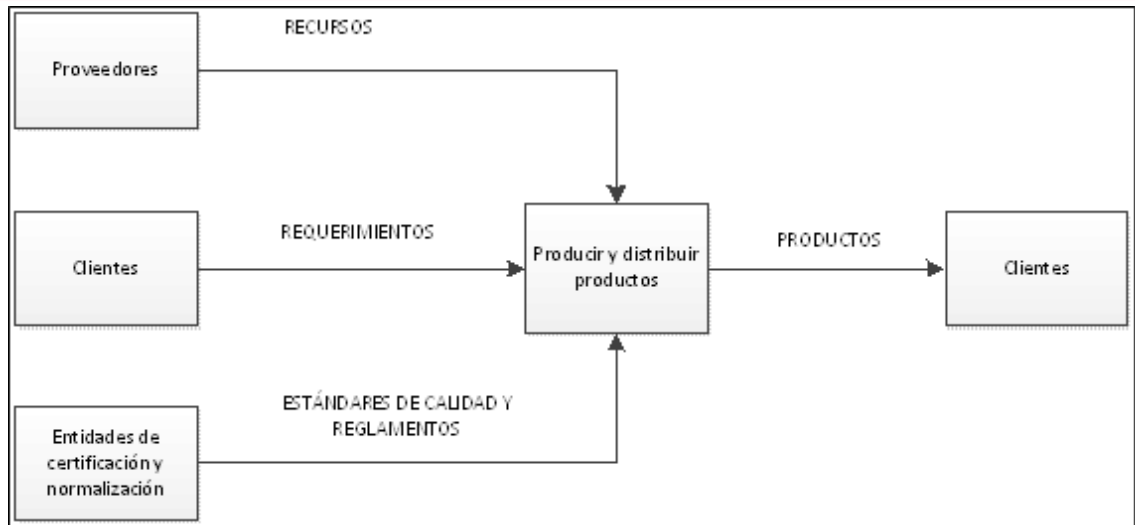 RECURSOS
Proveedores
REQUERIMIENTOS
Clientes
Producir y distribuir
productos
PRODUCTOS
Clientes
ESTÁNDARES DE CALIDAD Y
REGLAMENTOS
Entidades de
certificación y
normalización